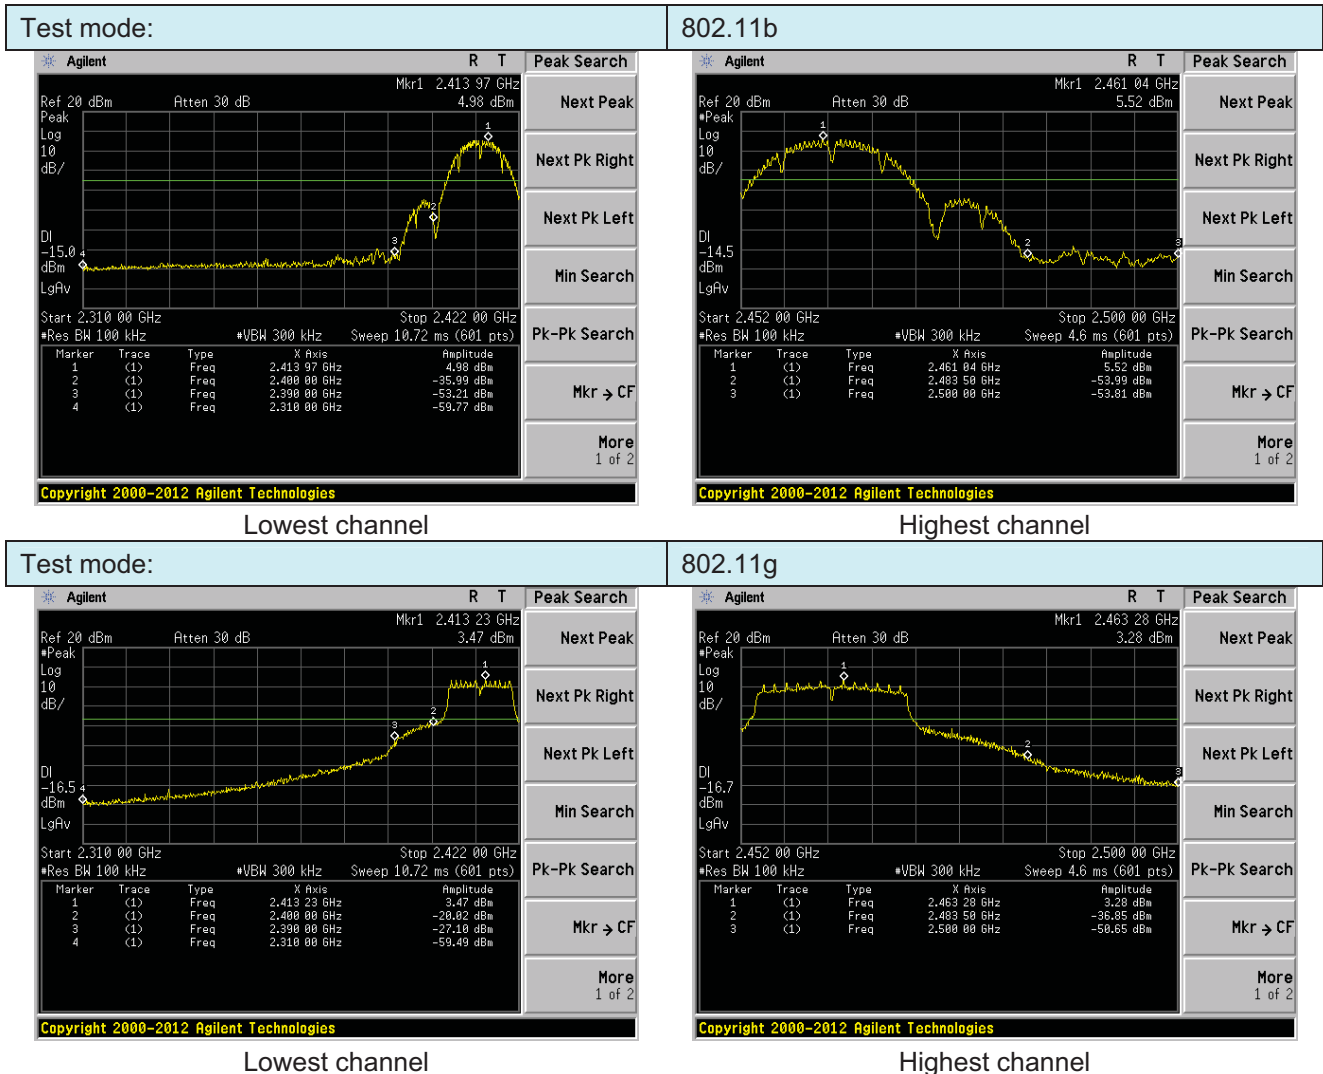 Test mode: 802.11b
Agilent R T Peak Search
Mkr1 2.413 97 GHz
Ref 20 dBm Atten 30 dB 4.98 dBm
Peak
Log
10
dB/
1
2
3
4
DI
-15.0
dBm
LgAv
Start 2.310 00 GHz Stop 2.422 00 GHz
#Res BW 100 kHz #VBW 300 kHz Sweep 10.72 ms (601 pts)
Marker Trace Type X Axis Amplitude
1 (1) Freq 2.413 97 GHz 4.98 dBm
2 (1) Freq 2.400 00 GHz -35.99 dBm
3 (1) Freq 2.390 00 GHz -53.21 dBm
4 (1) Freq 2.310 00 GHz -59.77 dBm
Next Peak
Next Pk Right
Next Pk Left
Min Search
Pk-Pk Search
Mkr → CF
More
1 of 2
Copyright 2000-2012 Agilent Technologies
Lowest channel
Agilent R T Peak Search
Mkr1 2.461 04 GHz
Ref 20 dBm Atten 30 dB 5.52 dBm
#Peak
Log
10
dB/
1
2
3
DI
-14.5
dBm
LgAv
Start 2.452 00 GHz Stop 2.500 00 GHz
#Res BW 100 kHz #VBW 300 kHz Sweep 4.6 ms (601 pts)
Marker Trace Type X Axis Amplitude
1 (1) Freq 2.461 04 GHz 5.52 dBm
2 (1) Freq 2.483 50 GHz -53.99 dBm
3 (1) Freq 2.500 00 GHz -53.81 dBm
Next Peak
Next Pk Right
Next Pk Left
Min Search
Pk-Pk Search
Mkr → CF
More
1 of 2
Copyright 2000-2012 Agilent Technologies
Highest channel
Test mode: 802.11g
Agilent R T Peak Search
Mkr1 2.413 23 GHz
Ref 20 dBm Atten 30 dB 3.47 dBm
#Peak
Log
10
dB/
1
2
3
4
DI
-16.5
dBm
LgAv
Start 2.310 00 GHz Stop 2.422 00 GHz
#Res BW 100 kHz #VBW 300 kHz Sweep 10.72 ms (601 pts)
Marker Trace Type X Axis Amplitude
1 (1) Freq 2.413 23 GHz 3.47 dBm
2 (1) Freq 2.400 00 GHz -20.02 dBm
3 (1) Freq 2.390 00 GHz -27.10 dBm
4 (1) Freq 2.310 00 GHz -59.49 dBm
Next Peak
Next Pk Right
Next Pk Left
Min Search
Pk-Pk Search
Mkr → CF
More
1 of 2
Copyright 2000-2012 Agilent Technologies
Lowest channel
Agilent R T Peak Search
Mkr1 2.463 28 GHz
Ref 20 dBm Atten 30 dB 3.28 dBm
#Peak
Log
10
dB/
1
2
3
DI
-16.7
dBm
LgAv
Start 2.452 00 GHz Stop 2.500 00 GHz
#Res BW 100 kHz #VBW 300 kHz Sweep 4.6 ms (601 pts)
Marker Trace Type X Axis Amplitude
1 (1) Freq 2.463 28 GHz 3.28 dBm
2 (1) Freq 2.483 50 GHz -36.85 dBm
3 (1) Freq 2.500 00 GHz -50.65 dBm
Next Peak
Next Pk Right
Next Pk Left
Min Search
Pk-Pk Search
Mkr → CF
More
1 of 2
Copyright 2000-2012 Agilent Technologies
Highest channel